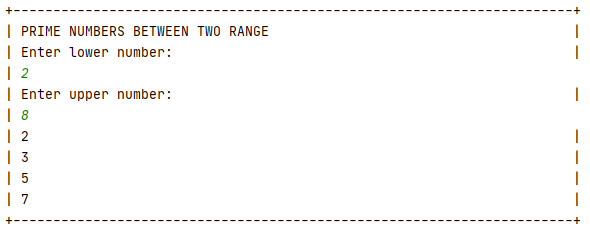 +----------------------------------------------------------------------+
| PRIME NUMBERS BETWEEN TWO RANGE |
| Enter lower number: |
| 2
| Enter upper number: |
| 8
| 2 |
| 3 |
| 5 |
| 7 |
+----------------------------------------------------------------------+